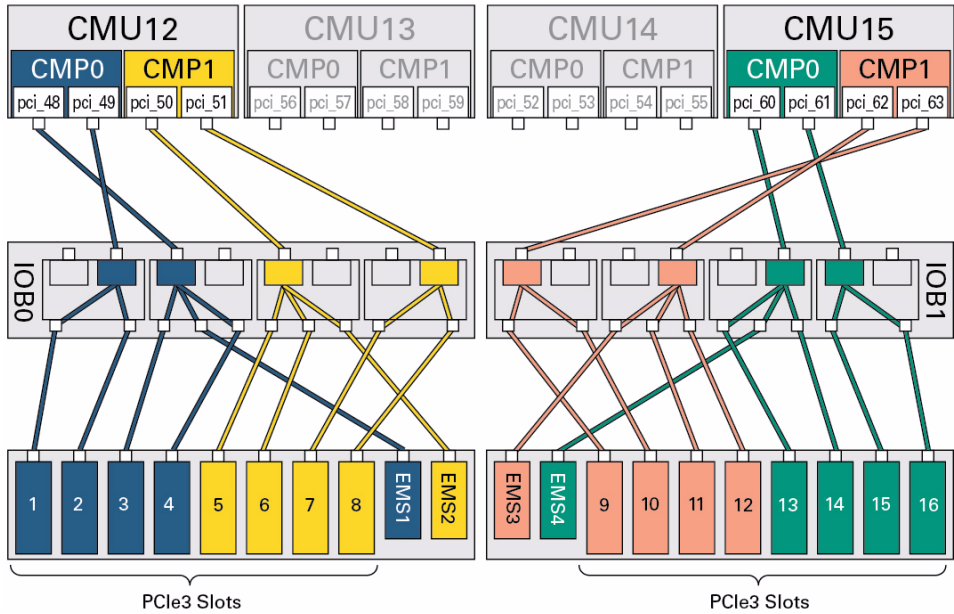 CMU12 CMU13 CMU14 CMU15
CMP0 CMP1 CMP0 CMP1 CMP0 CMP1 CMP0 CMP1
pci_48 pci_49 pci_50 pci_51 pci_56 pci_57 pci_58 pci_59 pci_52 pci_53 pci_54 pci_55 pci_60 pci_61 pci_62 pci_63
IOB0 IOB1
1 2 3 4 5 6 7 8 EMS1 EMS2 EMS3 EMS4 9 10 11 12 13 14 15 16
PCIe3 Slots PCIe3 Slots